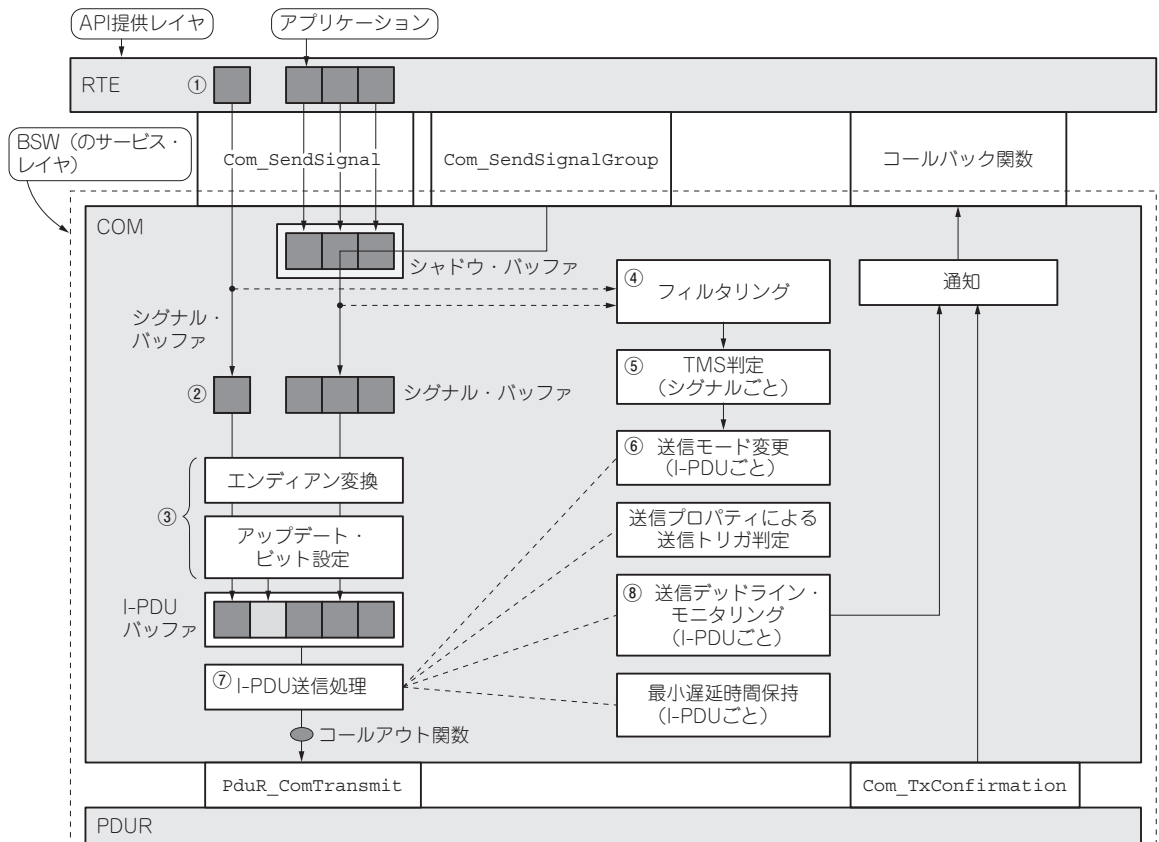 API提供レイヤ
アプリケーション
RTE
①
BSW（のサービス・
レイヤ）
Com_SendSignal
Com_SendSignalGroup
コールバック関数
COM
シャドウ・バッファ
④
フィルタリング
通知
シグナル・
バッファ
⑤ TMS判定
（シグナルごと）
②
シグナル・バッファ
⑥ 送信モード変更
（I-PDUごと）
エンディアン変換
③
アップデート・
ビット設定
送信プロパティによる
送信トリガ判定
⑧ 送信デッドライン・
モニタリング
（I-PDUごと）
I-PDU
バッファ
⑦ I-PDU送信処理
最小遅延時間保持
（I-PDUごと）
コールアウト関数
PduR_ComTransmit
Com_TxConfirmation
PDUR